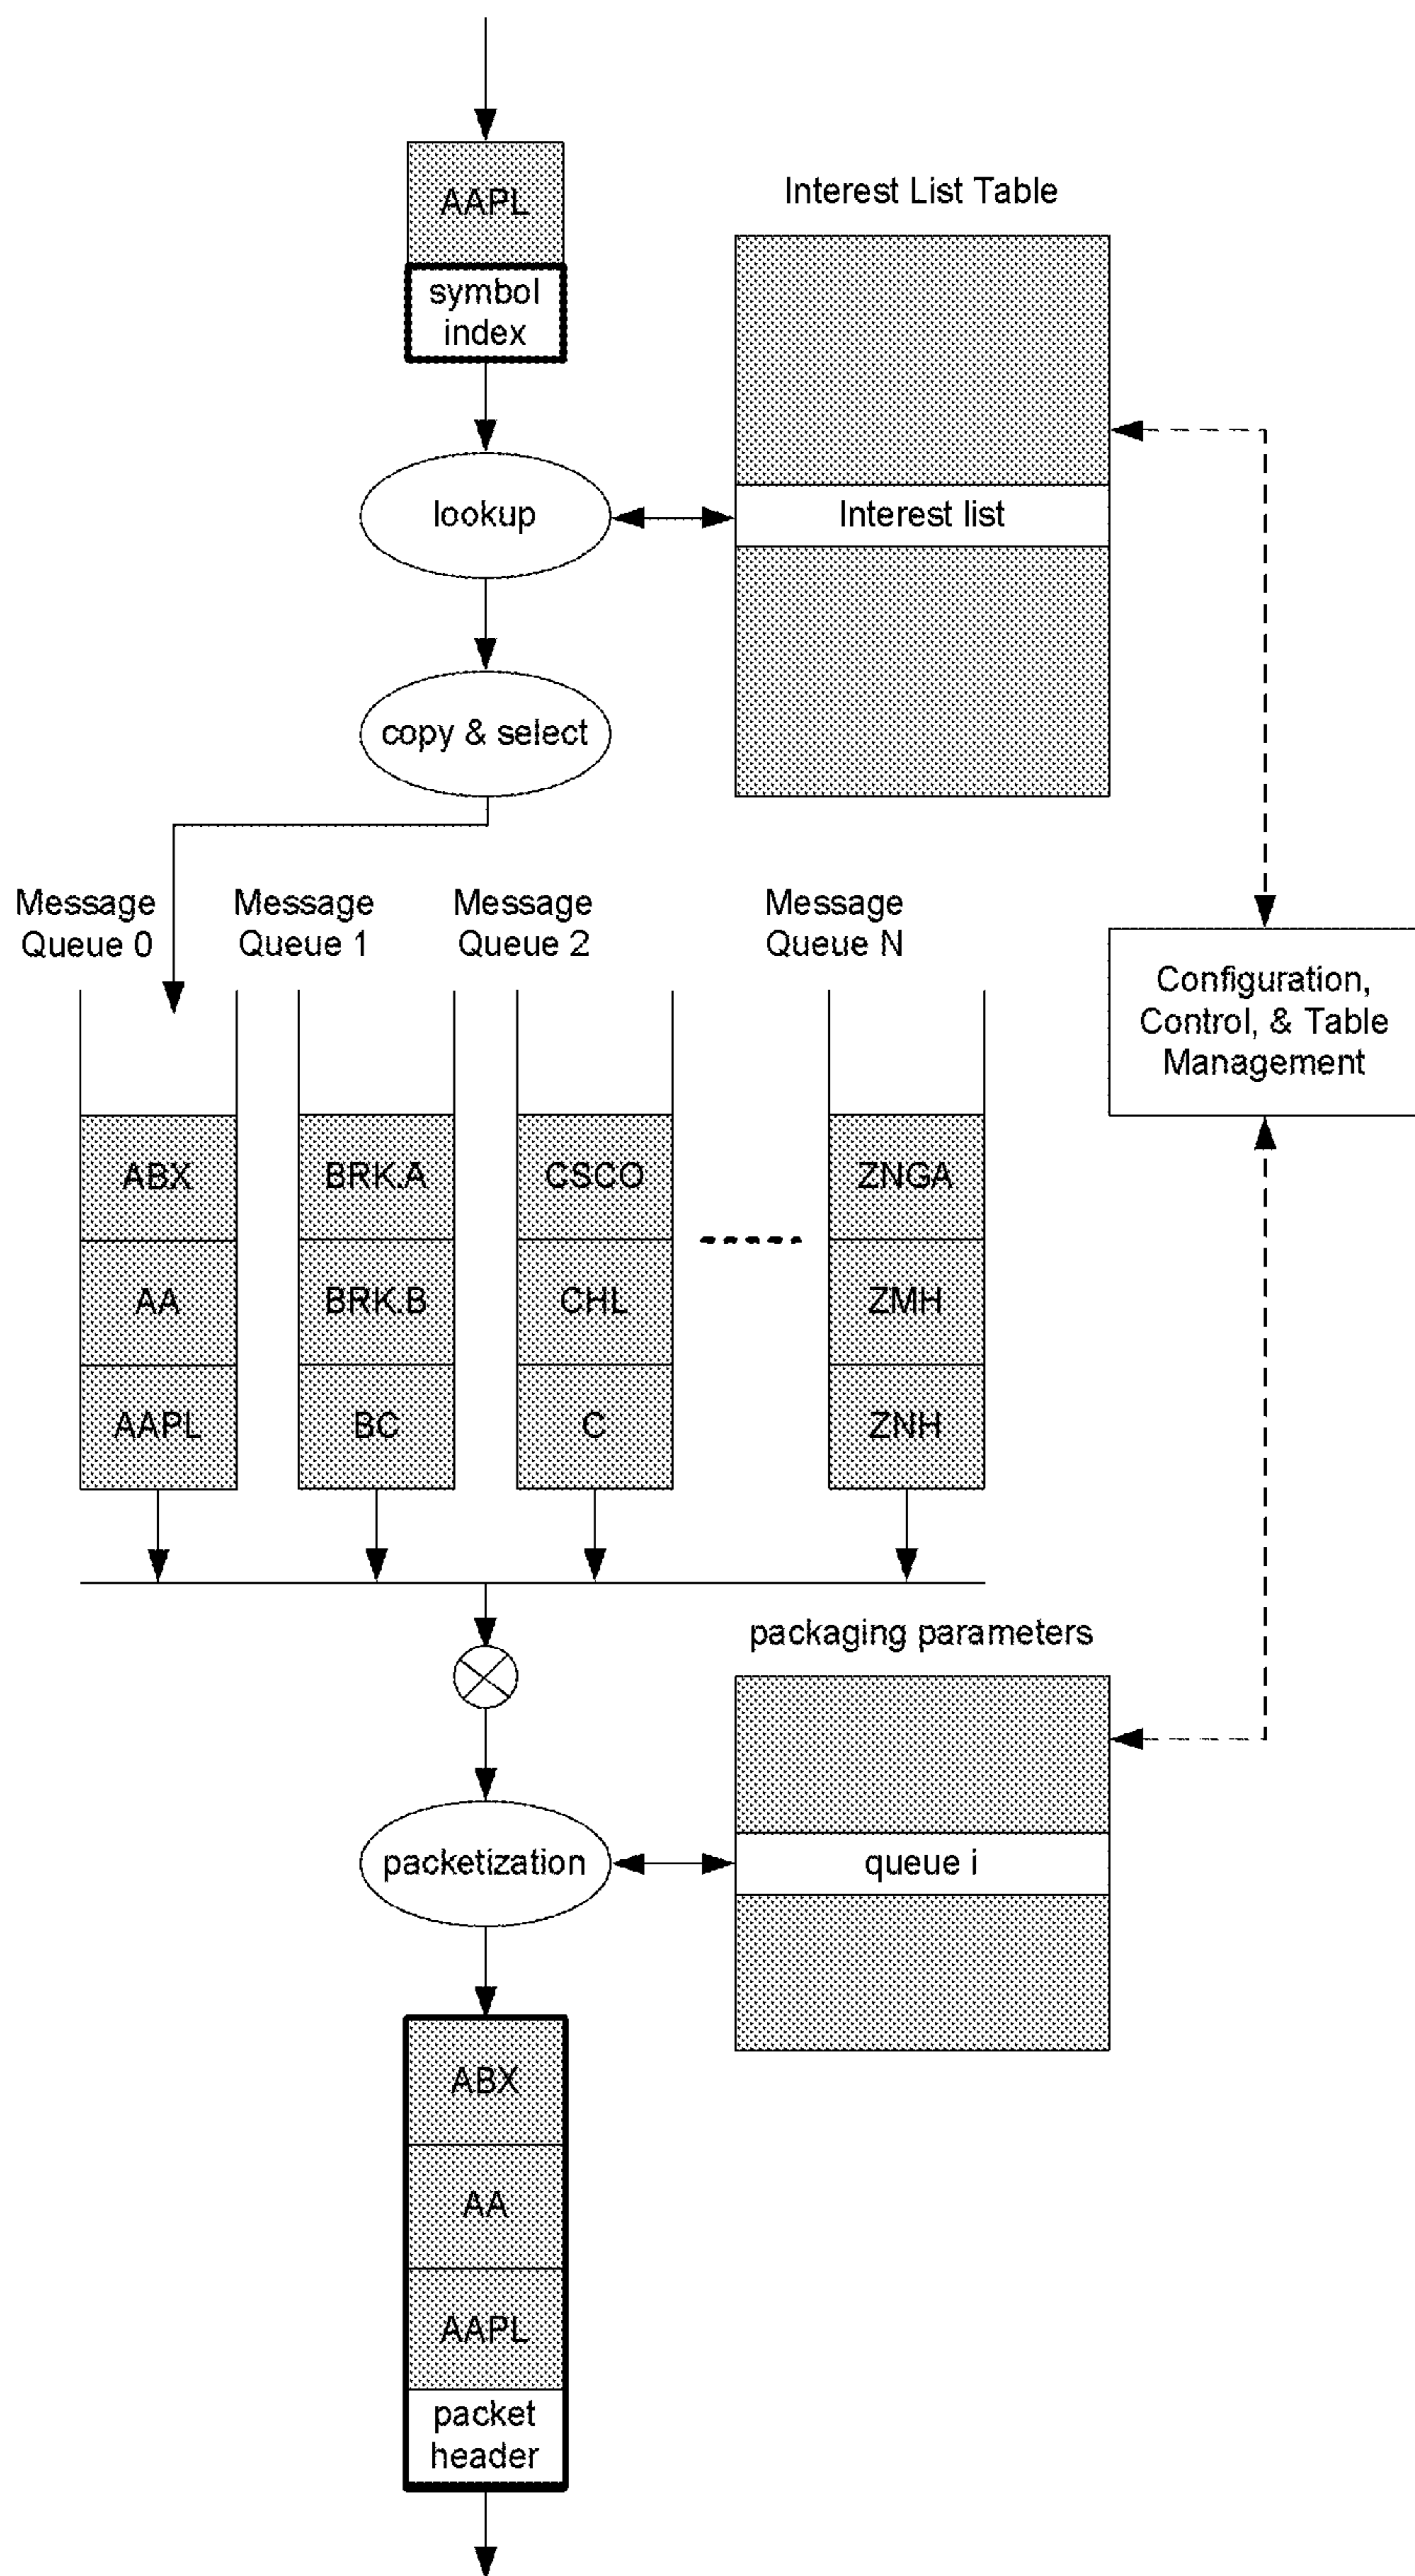 AAPL
symbol
index
Interest List Table
lookup
Interest list
copy & select
Message
Queue 0
Message
Queue 1
Message
Queue 2
Message
Queue N
Configuration,
Control, & Table
Management
ABX
BRK.A
CSCO
ZNGA
AA
BRK.B
CHL
ZMH
AAPL
BC
C
ZNH
packaging parameters
packetization
queue i
ABX
AA
AAPL
packet
header